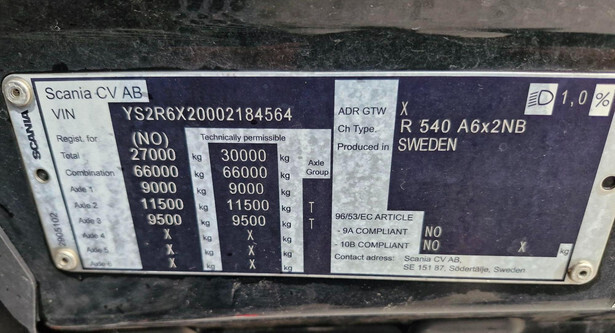 Scania CV AB
VIN YS2R6X20002184564
Regist. for (NO) Technically permissible
Total 27000 kg 30000 kg Axle Group
Combination 66000 kg 66000 kg
Axle 1 9000 kg 9000 kg
Axle 2 11500 kg 11500 kg T
Axle 3 9500 kg 9500 kg T
Axle 4 X kg X kg
Axle 5 X kg X kg
X kg X kg
SCANIA
ADR GTW X
Ch Type. R 540 A6x2NB
Produced in SWEDEN
1,0 %
96/53/EC ARTICLE
- 9A COMPLIANT NO
- 10B COMPLIANT NO X kg
Contact adress: Scania CV AB,
SE 151 87, Södertälje, Sweden